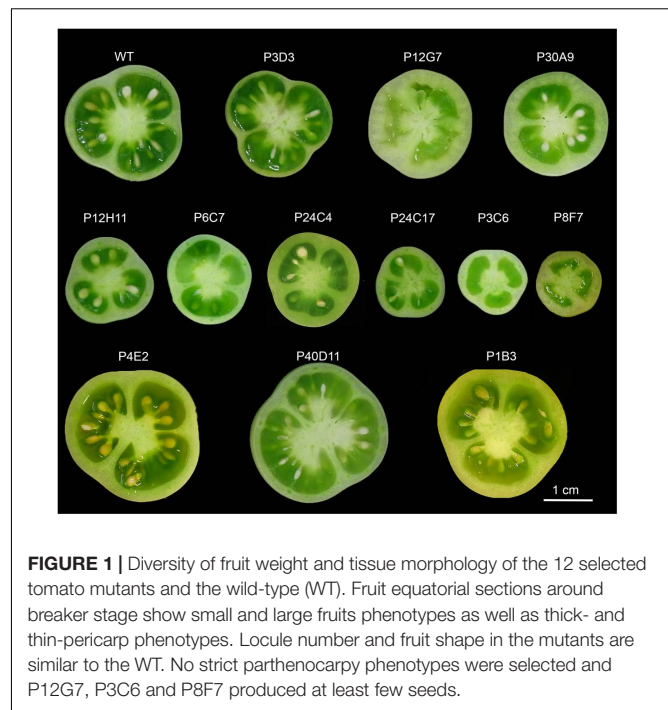 WT P3D3 P12G7 P30A9
P12H11 P6C7 P24C4 P24C17 P3C6 P8F7
P4E2 P40D11 P1B3
1 cm
FIGURE 1 | Diversity of fruit weight and tissue morphology of the 12 selected
tomato mutants and the wild-type (WT). Fruit equatorial sections around
breaker stage show small and large fruits phenotypes as well as thick- and
thin-pericarp phenotypes. Locule number and fruit shape in the mutants are
similar to the WT. No strict parthenocarpy phenotypes were selected and
P12G7, P3C6 and P8F7 produced at least few seeds.